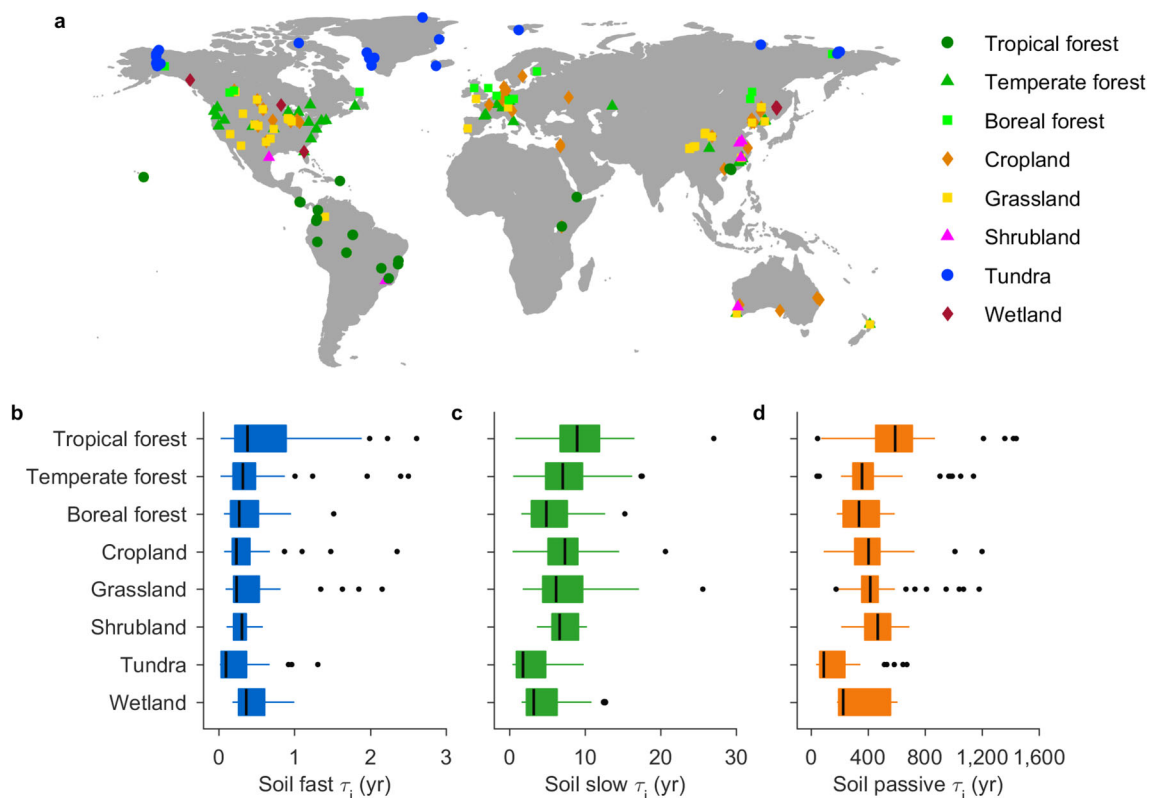 a
Tropical forest
Temperate forest
Boreal forest
Cropland
Grassland
Shrubland
Tundra
Wetland
b
c
d
Tropical forest
Temperate forest
Boreal forest
Cropland
Grassland
Shrubland
Tundra
Wetland
0 1 2 3
0 10 20 30
0 400 800 1,600
Soil fast τi (yr)
Soil slow τi (yr)
Soil passive τi (yr)